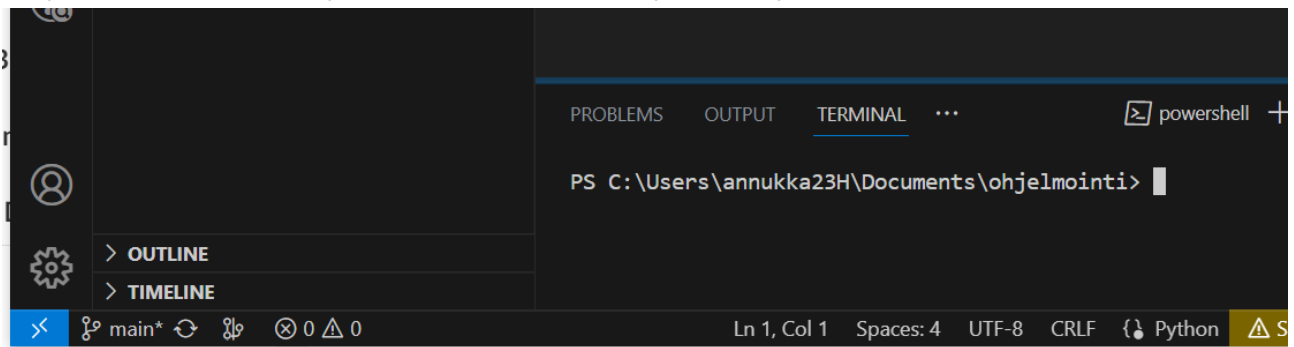 PROBLEMS OUTPUT TERMINAL ··· powershell
PS C:\Users\annukka23H\Documents\ohjelmointi>
> OUTLINE
> TIMELINE
main* 0 0 Ln 1, Col 1 Spaces: 4 UTF-8 CRLF Python